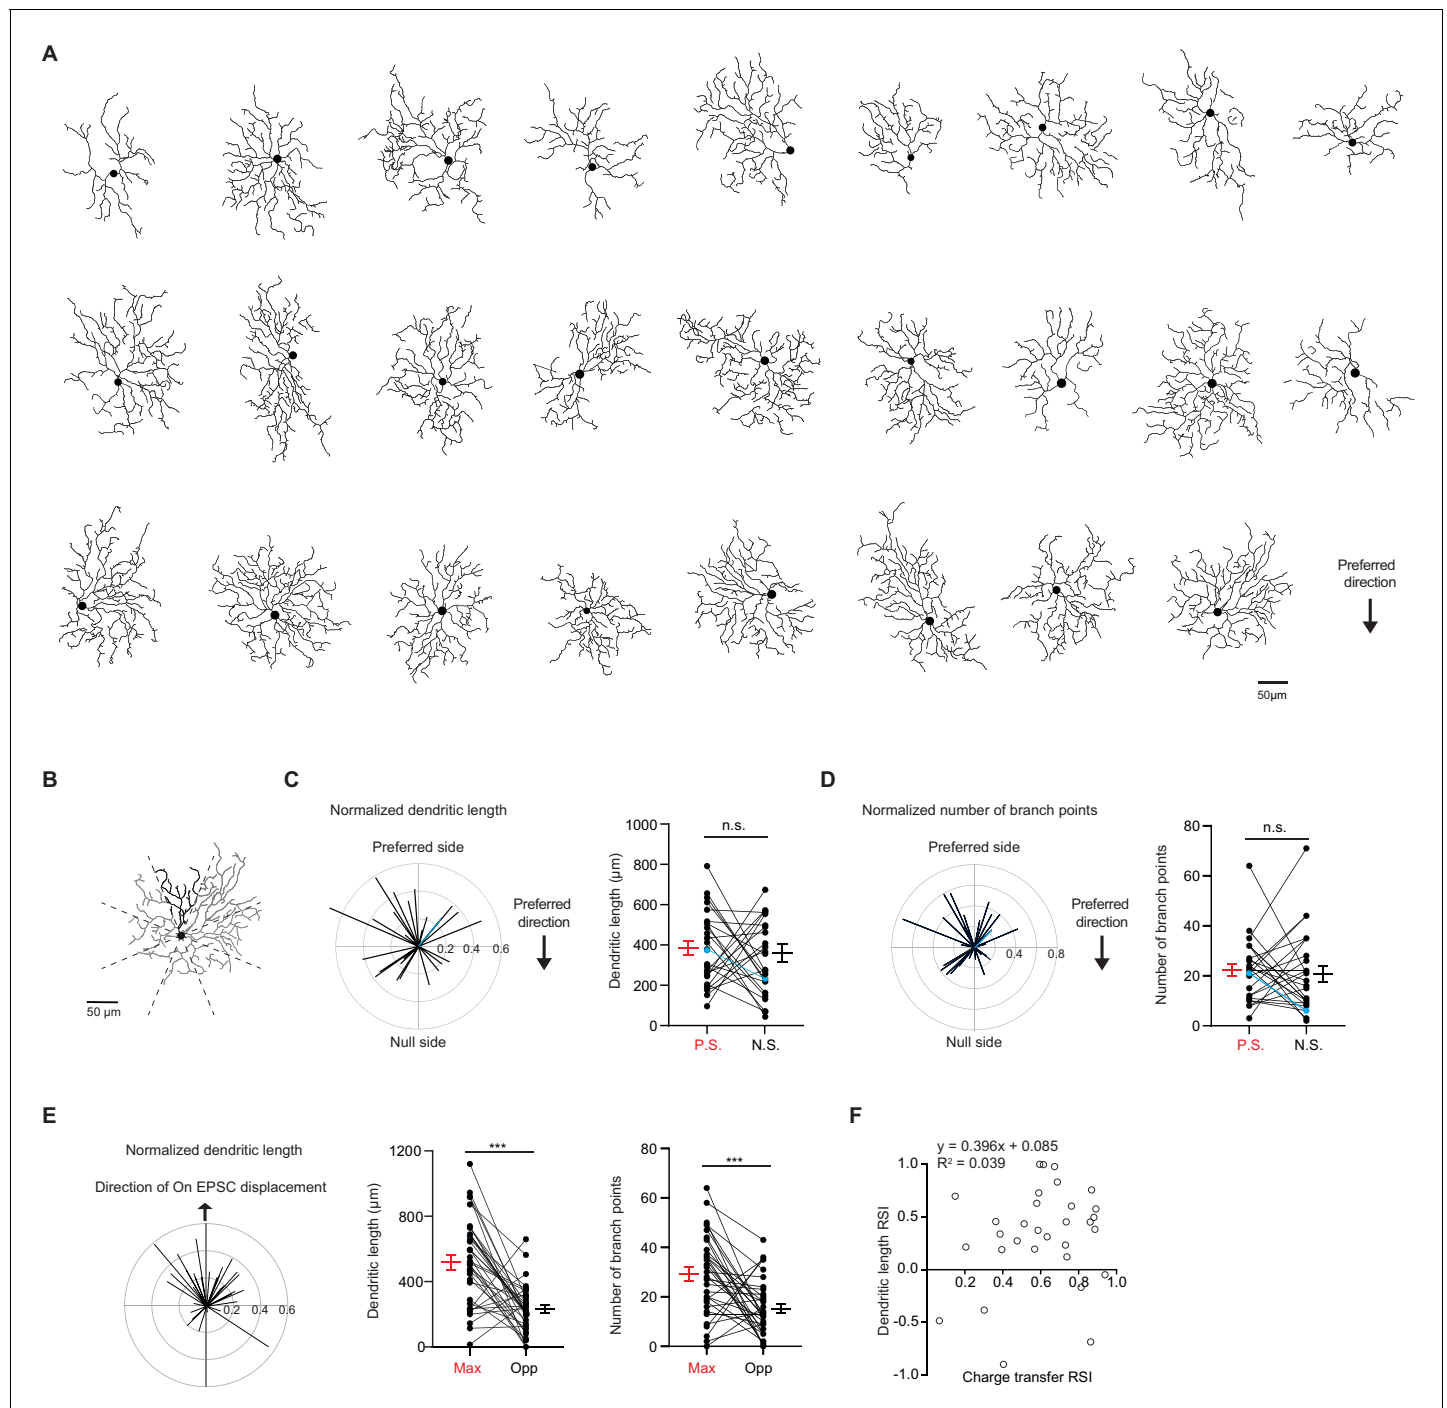 A
Preferred
direction
50µm
B
50 µm
C
Normalized dendritic length
Preferred side
0.2 0.4 0.6
Null side
Preferred
direction
Dendritic length (µm)
1000
800
600
400
200
0
n.s.
P.S. N.S.
D
Normalized number of branch points
Preferred side
0.4 0.8
Null side
Preferred
direction
Number of branch points
80
60
40
20
0
n.s.
P.S. N.S.
E
Normalized dendritic length
Direction of On EPSC displacement
0.2 0.4 0.6
Dendritic length (µm)
1200
800
400
0
***
Max Opp
Number of branch points
80
60
40
20
0
***
Max Opp
F
y = 0.396x + 0.085
R² = 0.039
Dendritic length RSI
1.0
0.5
0.0
-0.5
-1.0
0.2 0.4 0.6 0.8 1.0
Charge transfer RSI